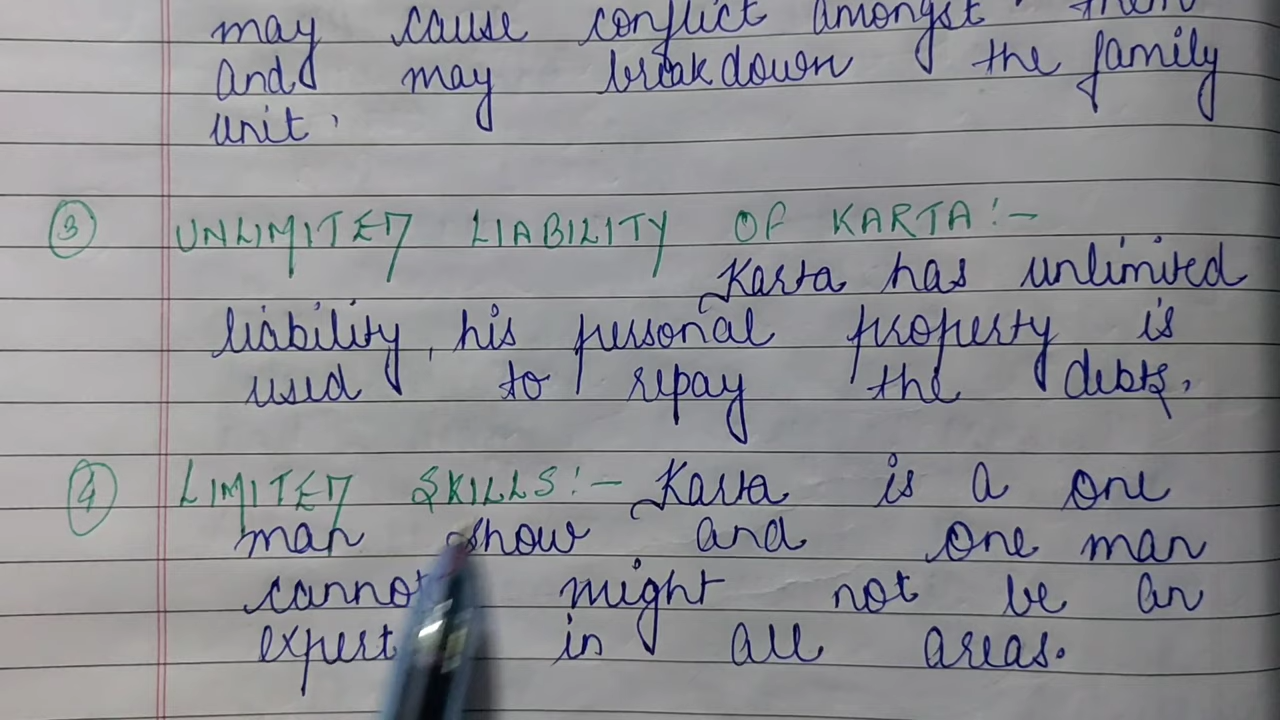 may cause conflict amongst them
and may breakdown the family
unit.
③ UNLIMITED LIABILITY OF KARTA:-
Karta has unlimited
liability, his personal property is
used to repay the debts.
④ LIMITED SKILLS:- Karta is a one
man show and one man
cannot might not be an
expert in all areas.